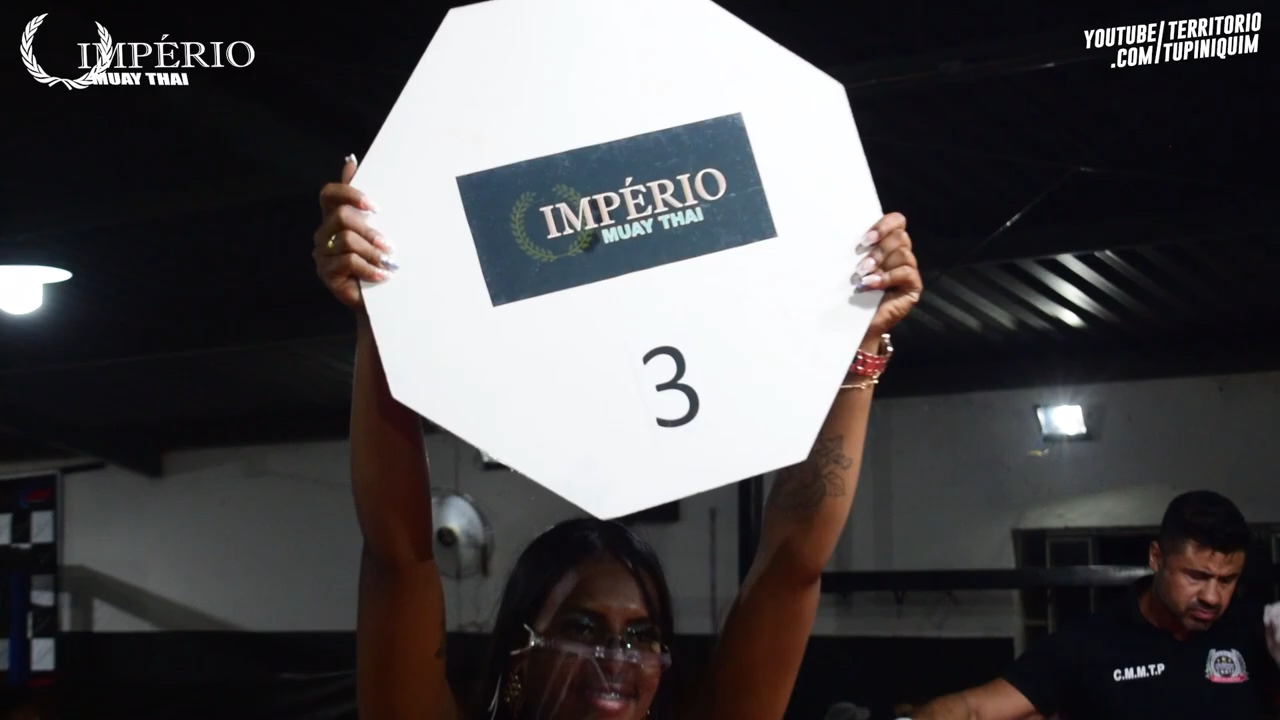 IMPÉRIO
MUAY THAI
YOUTUBE
.COM/
TERRITORIO
TUPINIQUIM
IMPÉRIO
MUAY THAI
3
C.M.M.T.P